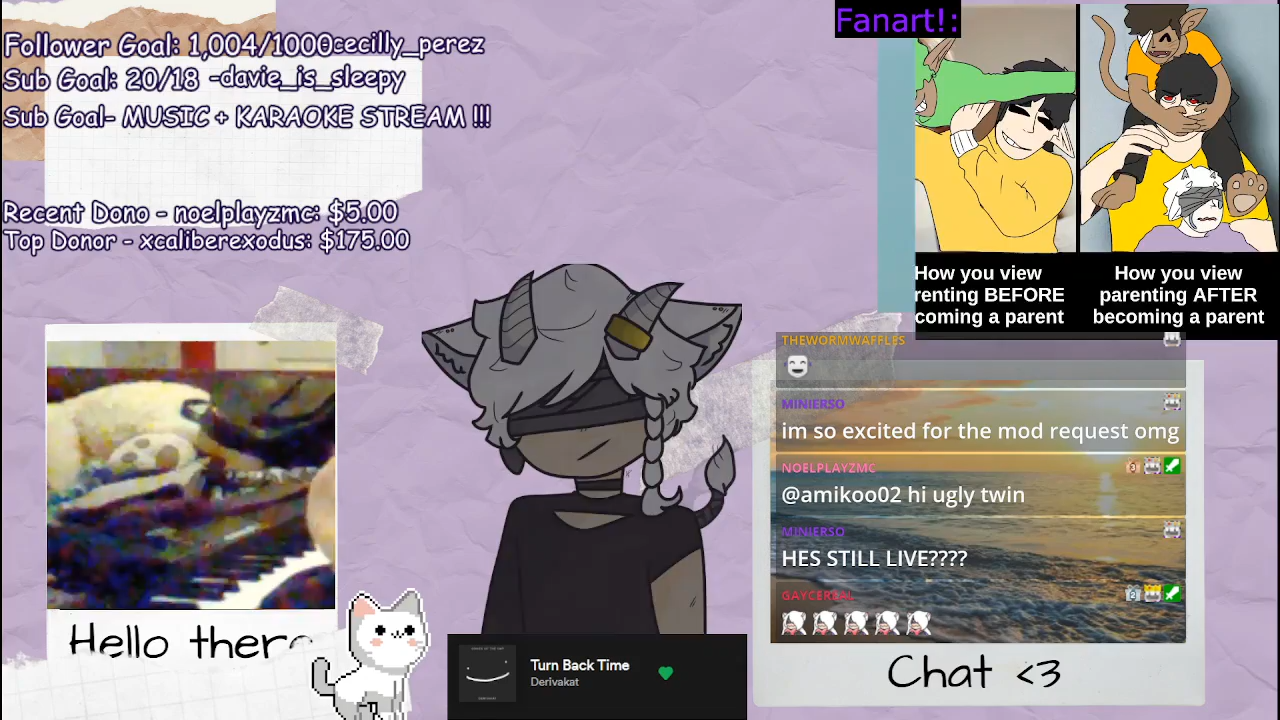 Follower Goal: 1,004/1000cecilly_perez
Sub Goal: 20/18 -davie_is_sleepy
Sub Goal- MUSIC + KARAOKE STREAM !!!
Recent Dono - noelplayzmc: $5.00
Top Donor - xcaliberexodus: $175.00
Fanart!:
How you view
renting BEFORE
coming a parent
How you view
parenting AFTER
becoming a parent
THEWORMWAFFLES
MINIERSO
im so excited for the mod request omg
NOELPLAYZMC
@amikoo02 hi ugly twin
MINIERSO
HES STILL LIVE????
GAYCEREAL
Chat <3
Hello there
Turn Back Time
Derivakat